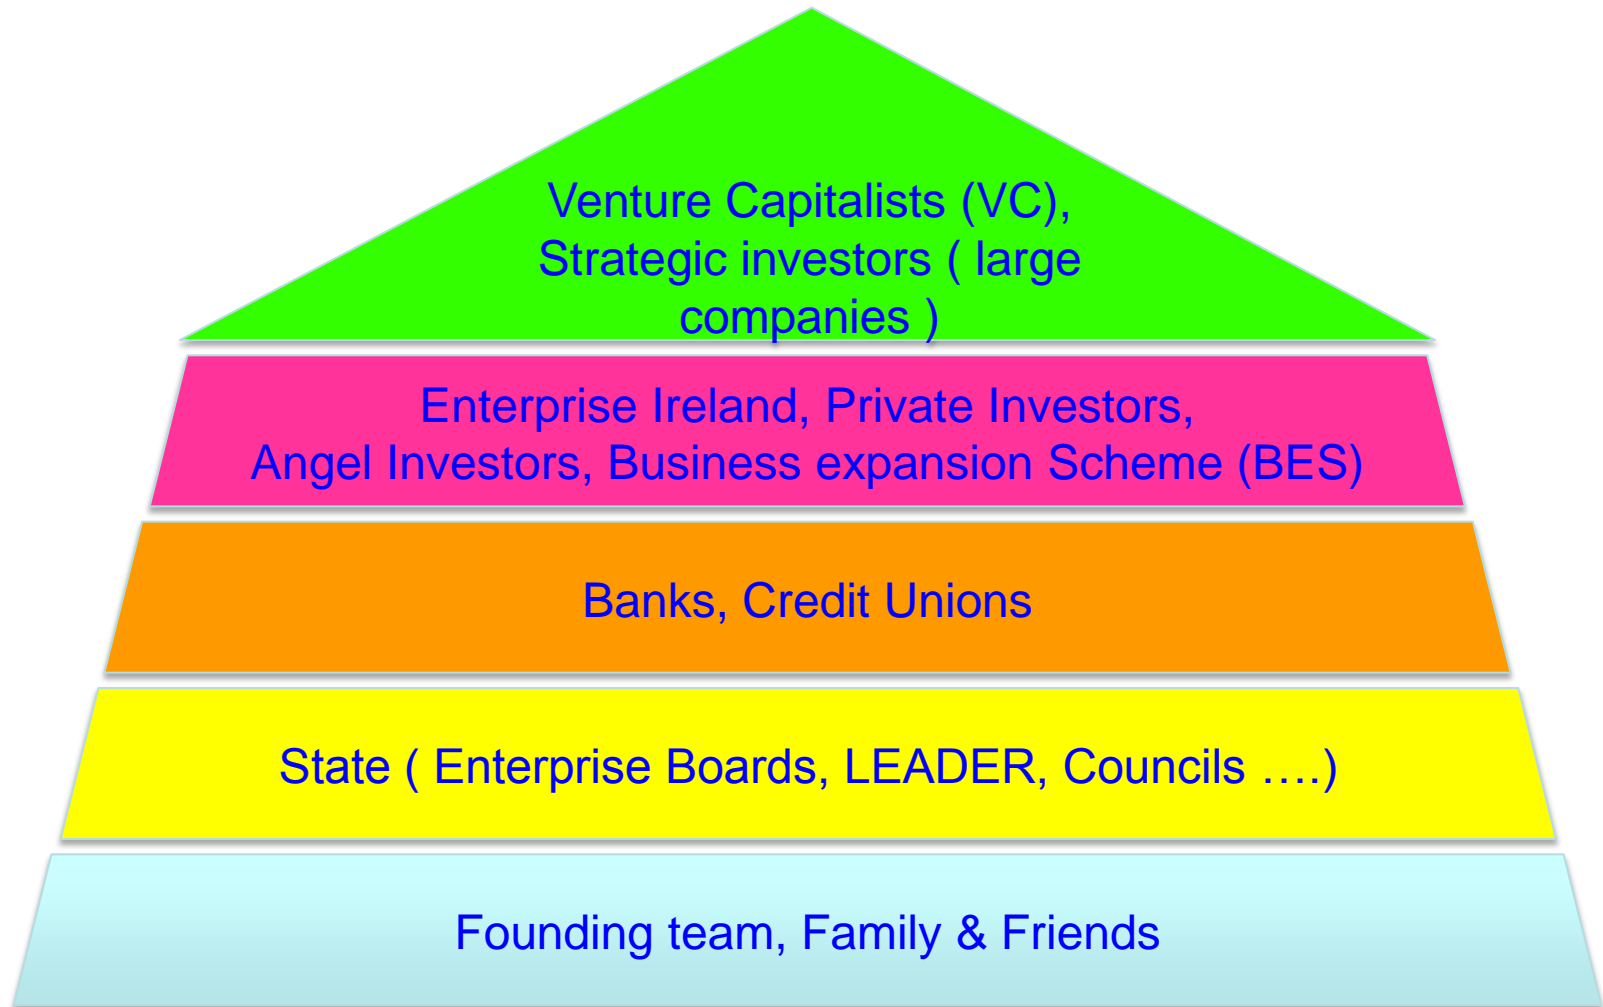 Venture Capitalists (VC),
Strategic investors ( large
companies )
Enterprise Ireland, Private Investors,
Angel Investors, Business expansion Scheme (BES)
Banks, Credit Unions
State ( Enterprise Boards, LEADER, Councils ….)
Founding team, Family & Friends